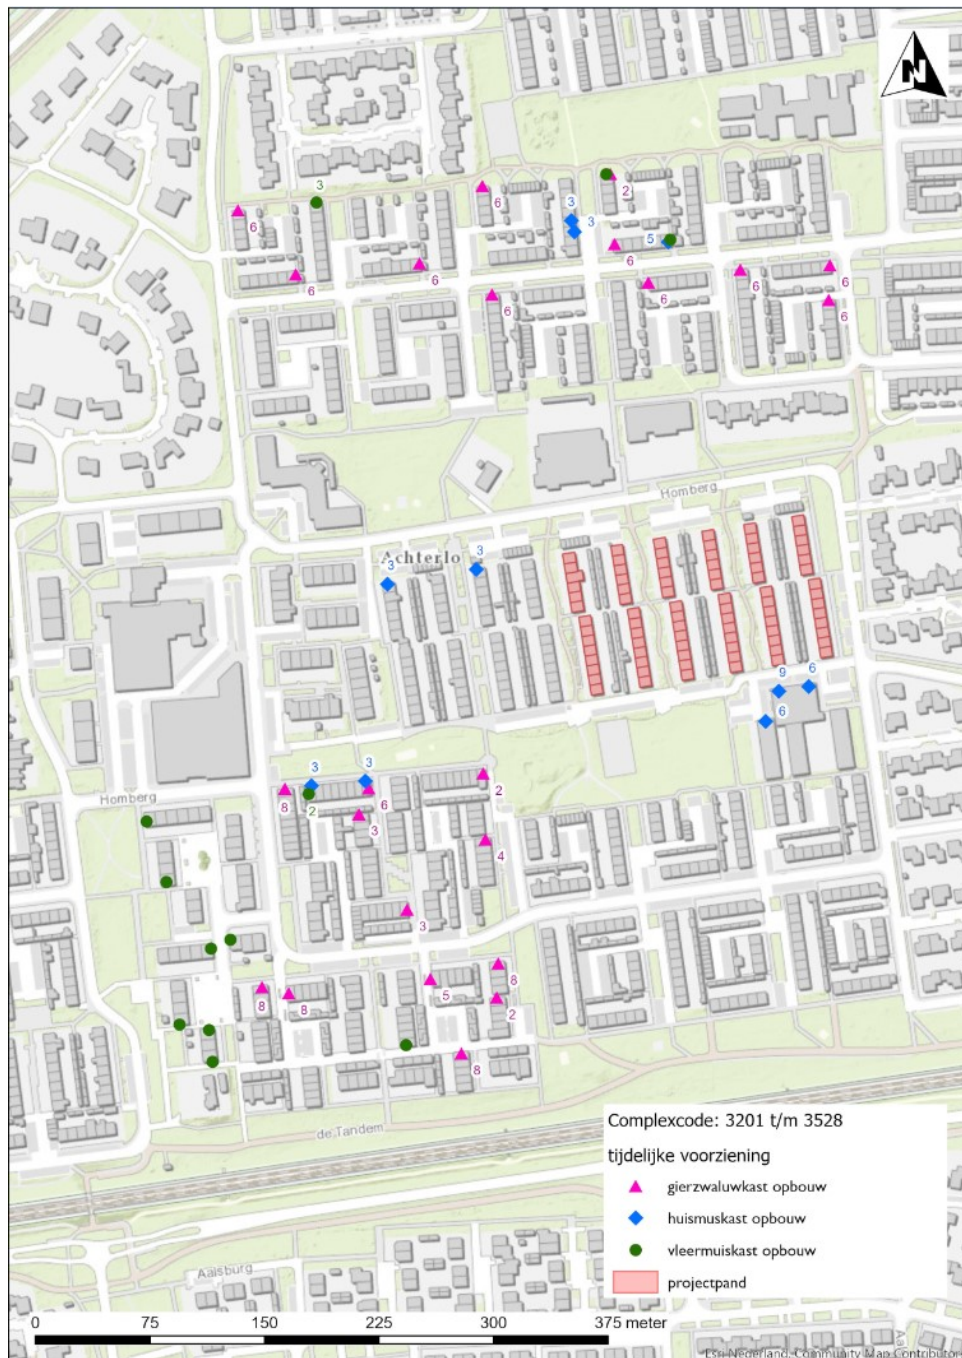 N
3
2
3
3
6
6
5
6
6
6
6
6
6
6
6
Homberg
Achterlo
3
3
9
6
6
3
3
Homberg
8
2
6
2
3
4
3
8
8
8
5
2
8
Complexcode: 3201 t/m 3528
tijdelijke voorziening
gierzwaluwkast opbouw
huismuskast opbouw
vleermuiskast opbouw
projectpand
de Tandem
Aalsburg
0 75 150 225 300 375 meter
Esri Nederland, Community Map Contributor